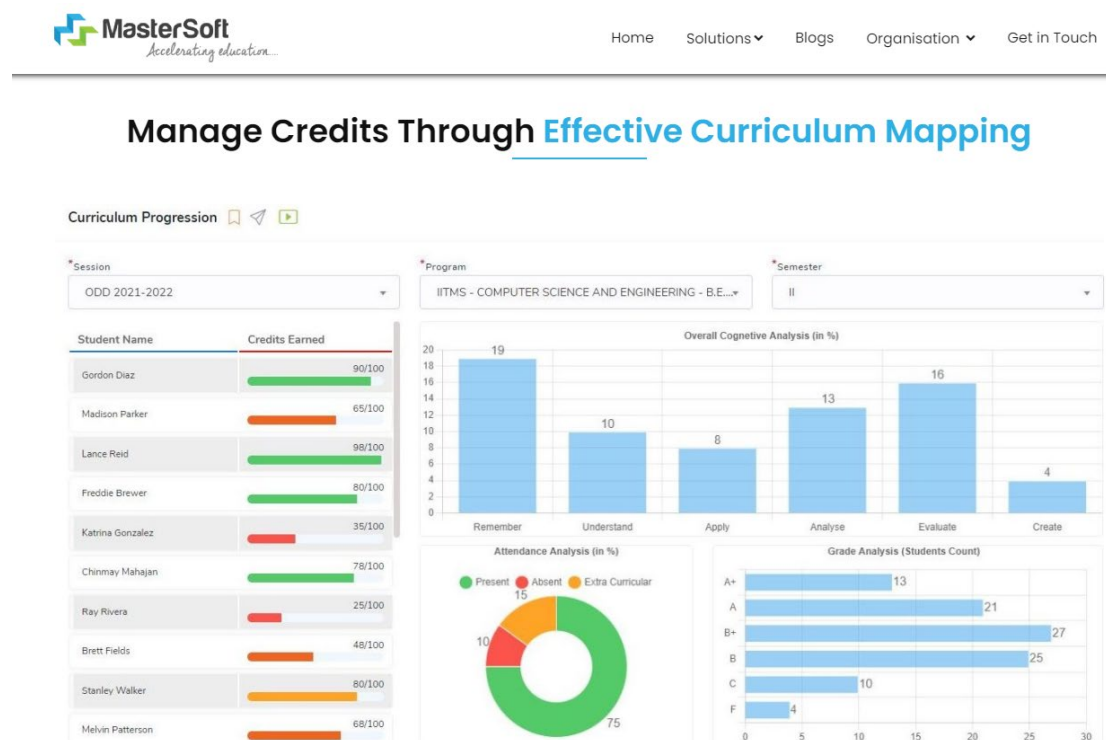 MasterSoft
Accelerating education....
Home Solutions Blogs Organisation Get in Touch
Manage Credits Through Effective Curriculum Mapping
Curriculum Progression
*Session
ODD 2021-2022
*Program
IITMS - COMPUTER SCIENCE AND ENGINEERING - B.E....
*Semester
II
Student Name Credits Earned
Gordon Diaz 90/100
Madison Parker 65/100
Lance Reid 98/100
Freddie Brewer 80/100
Katrina Gonzalez 35/100
Chinmay Mahajan 78/100
Ray Rivera 25/100
Brett Fields 48/100
Stanley Walker 80/100
Melvin Patterson 68/100
Overall Cognetive Analysis (in %)
20
18
16
14
12
10
8
6
4
2
0
19
10
8
13
16
4
Remember Understand Apply Analyse Evaluate Create
Attendance Analysis (in %)
Present Absent Extra Curricular
15
10
75
Grade Analysis (Students Count)
A+ 13
A 21
B+ 27
B 25
C 10
F 4
0 5 10 15 20 25 30